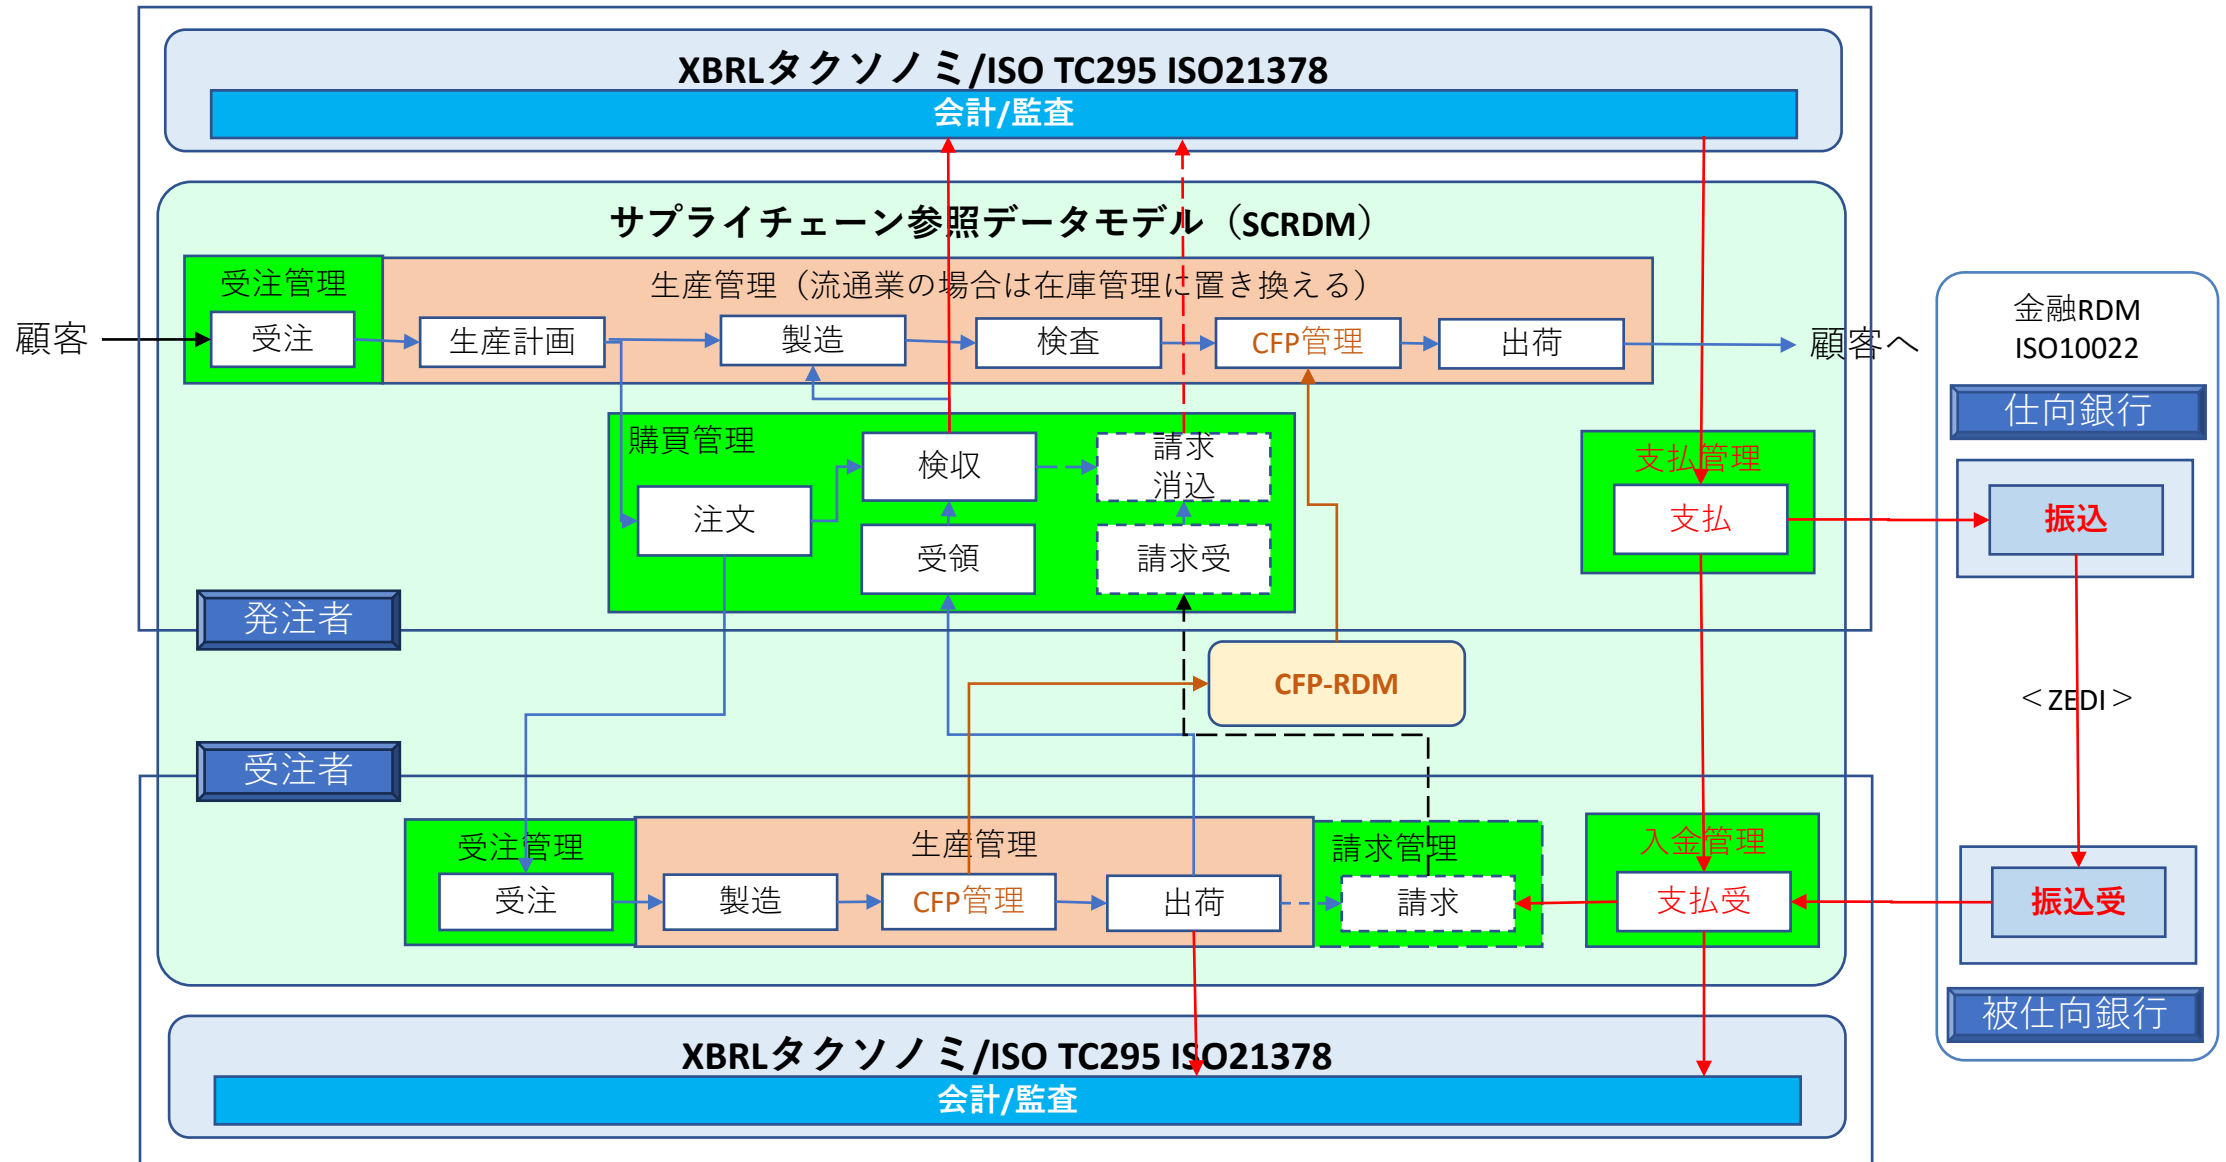 XBRLタクソノミ/ISO TC295 ISO21378
会計/監査
サプライチェーン参照データモデル（SCRDM）
受注管理
生産管理（流通業の場合は在庫管理に置き換える）
顧客
受注
生産計画
製造
検査
CFP管理
出荷
顧客へ
金融RDM
ISO10022
仕向銀行
購買管理
検収
請求
消込
注文
受領
請求受
支払管理
支払
振込
発注者
CFP-RDM
＜ZEDI＞
受注者
受注管理
生産管理
請求管理
入金管理
受注
製造
CFP管理
出荷
請求
支払受
振込受
被仕向銀行
XBRLタクソノミ/ISO TC295 ISO21378
会計/監査